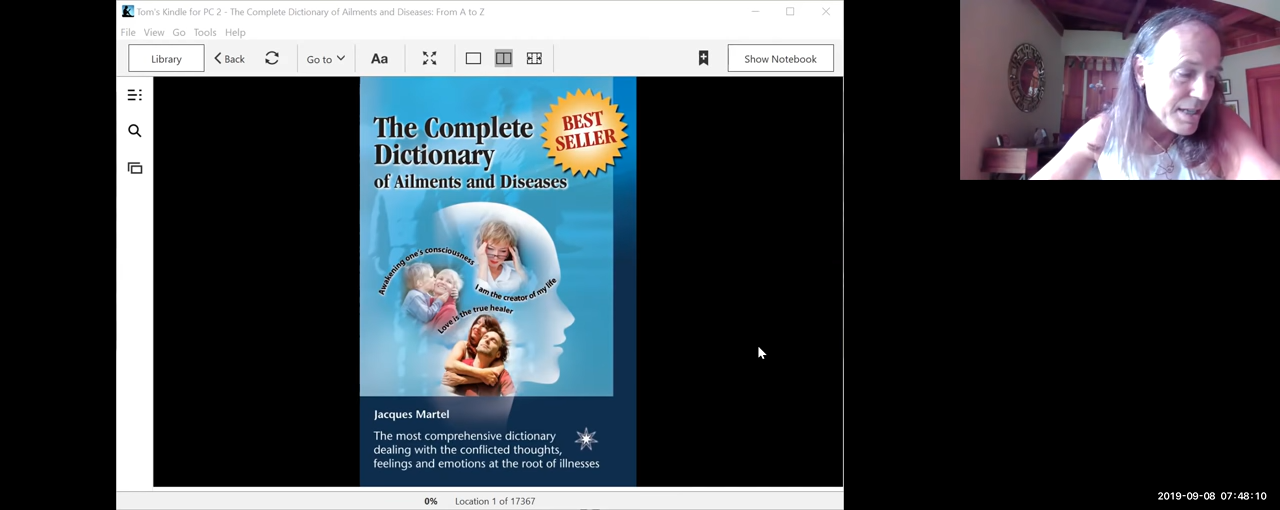 Tom's Kindle for PC 2 - The Complete Dictionary of Ailments and Diseases: From A to Z
File View Go Tools Help
Library Back Go to Aa Show Notebook
The Complete
Dictionary
of Ailments and Diseases
BEST
SELLER
Awakening one's consciousness
I am the creator of my life
Love is the true healer
Jacques Martel
The most comprehensive dictionary
dealing with the conflicted thoughts,
feelings and emotions at the root of illnesses
0% Location 1 of 17367
2019-09-08 07:48:10